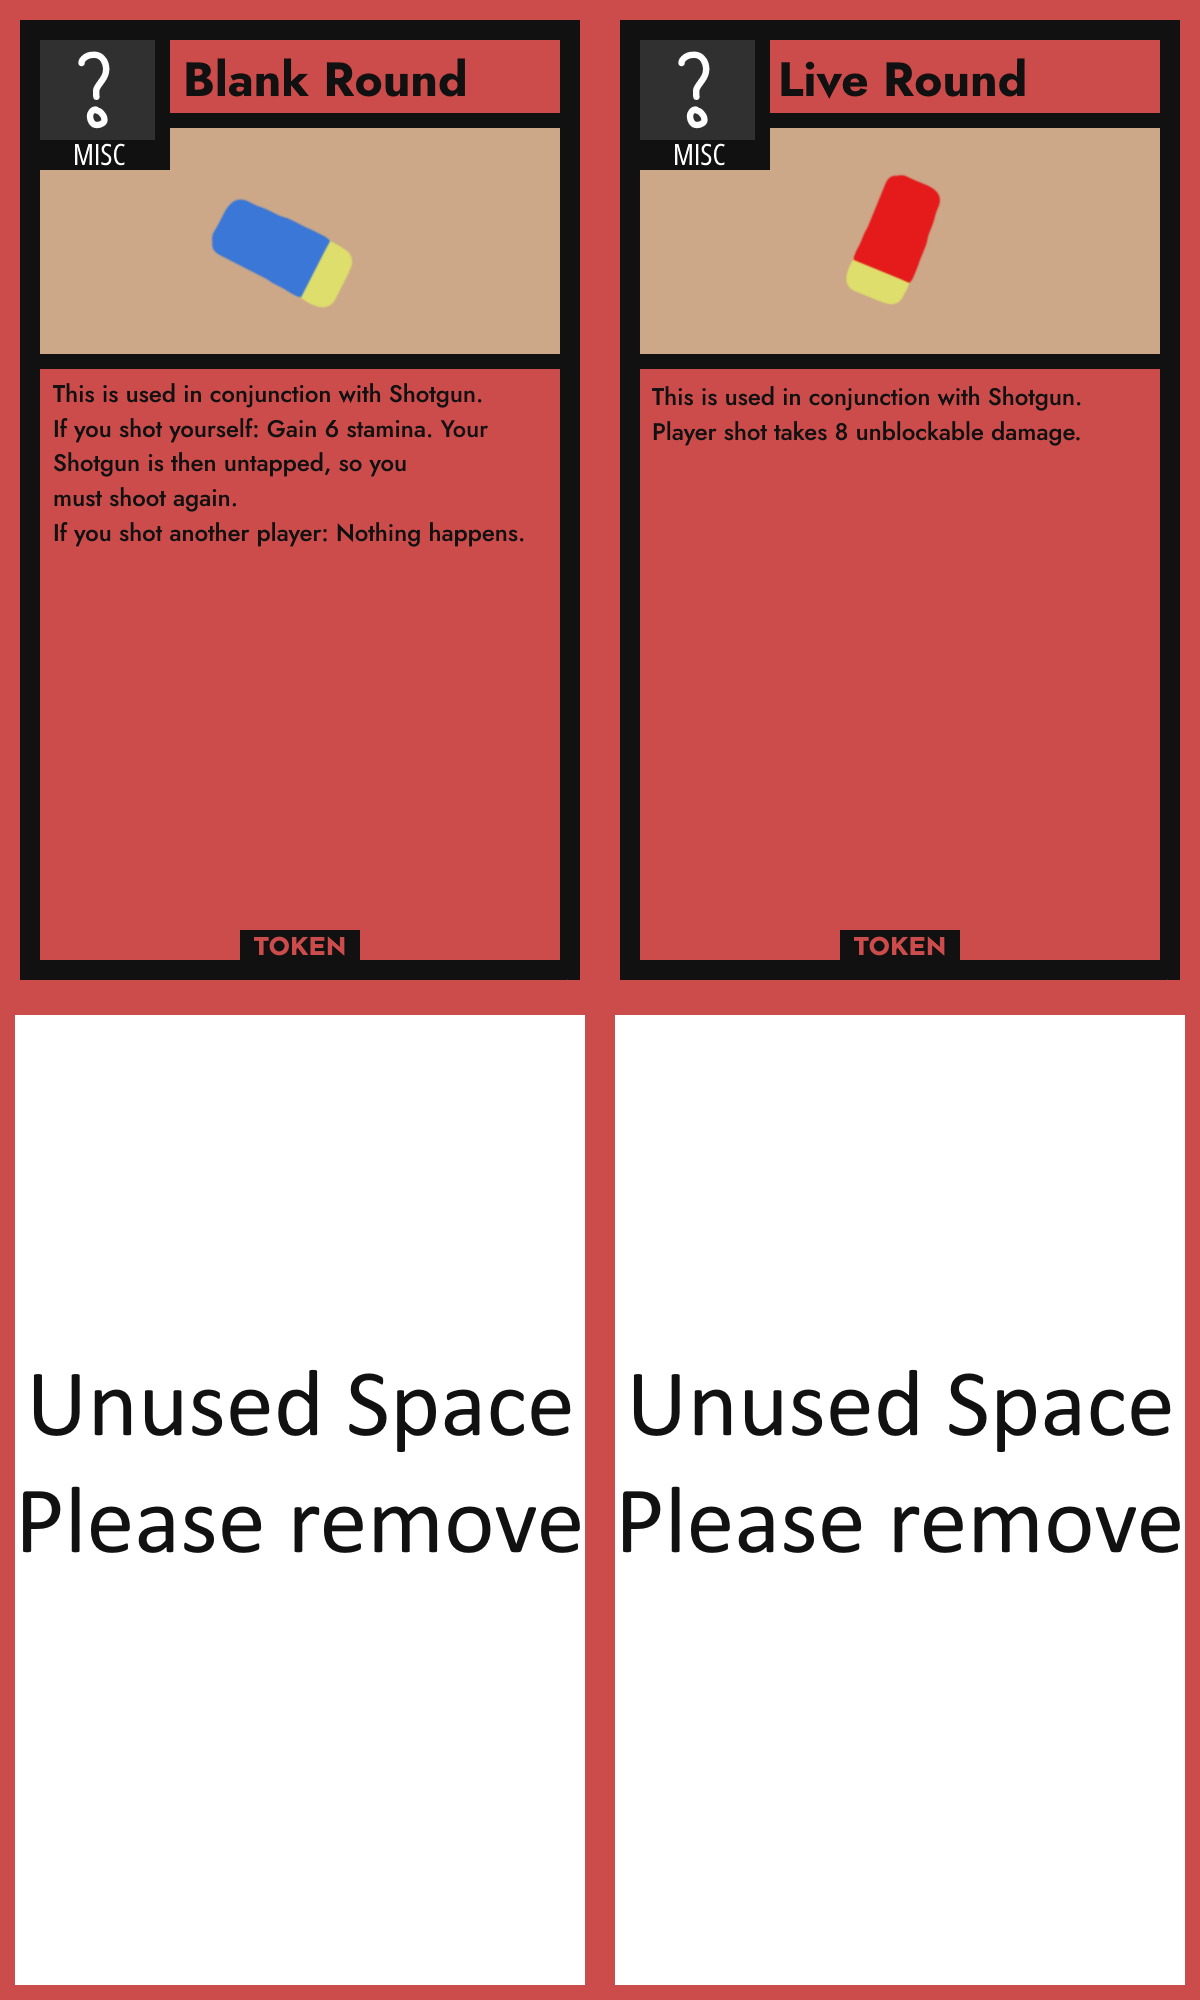 ?
MISC
Blank Round
This is used in conjunction with Shotgun.
If you shot yourself: Gain 6 stamina. Your
Shotgun is then untapped, so you
must shoot again.
If you shot another player: Nothing happens.
TOKEN
?
MISC
Live Round
This is used in conjunction with Shotgun.
Player shot takes 8 unblockable damage.
TOKEN
Unused Space
Please remove
Unused Space
Please remove